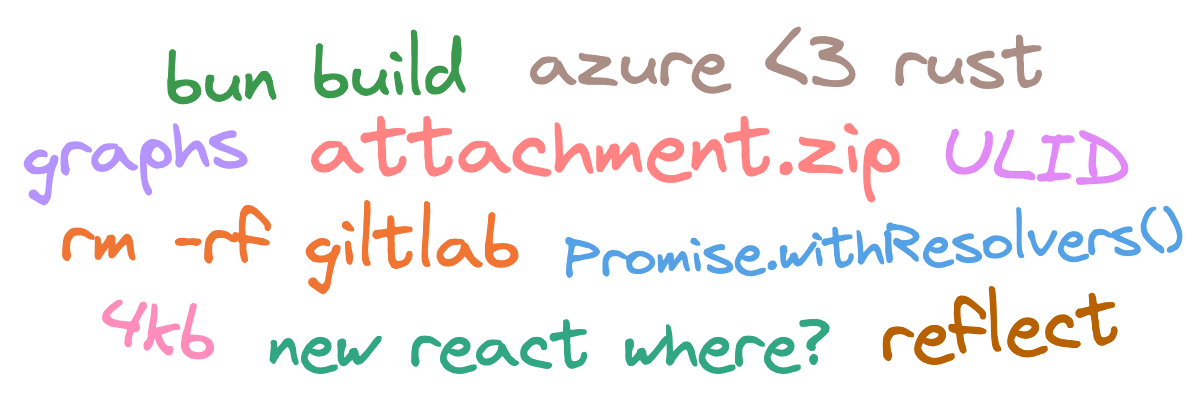 bun build azure <3 rust
graphs attachment.zip ULID
rm -rf giltlab Promise.withResolvers()
4kb new react where? reflect